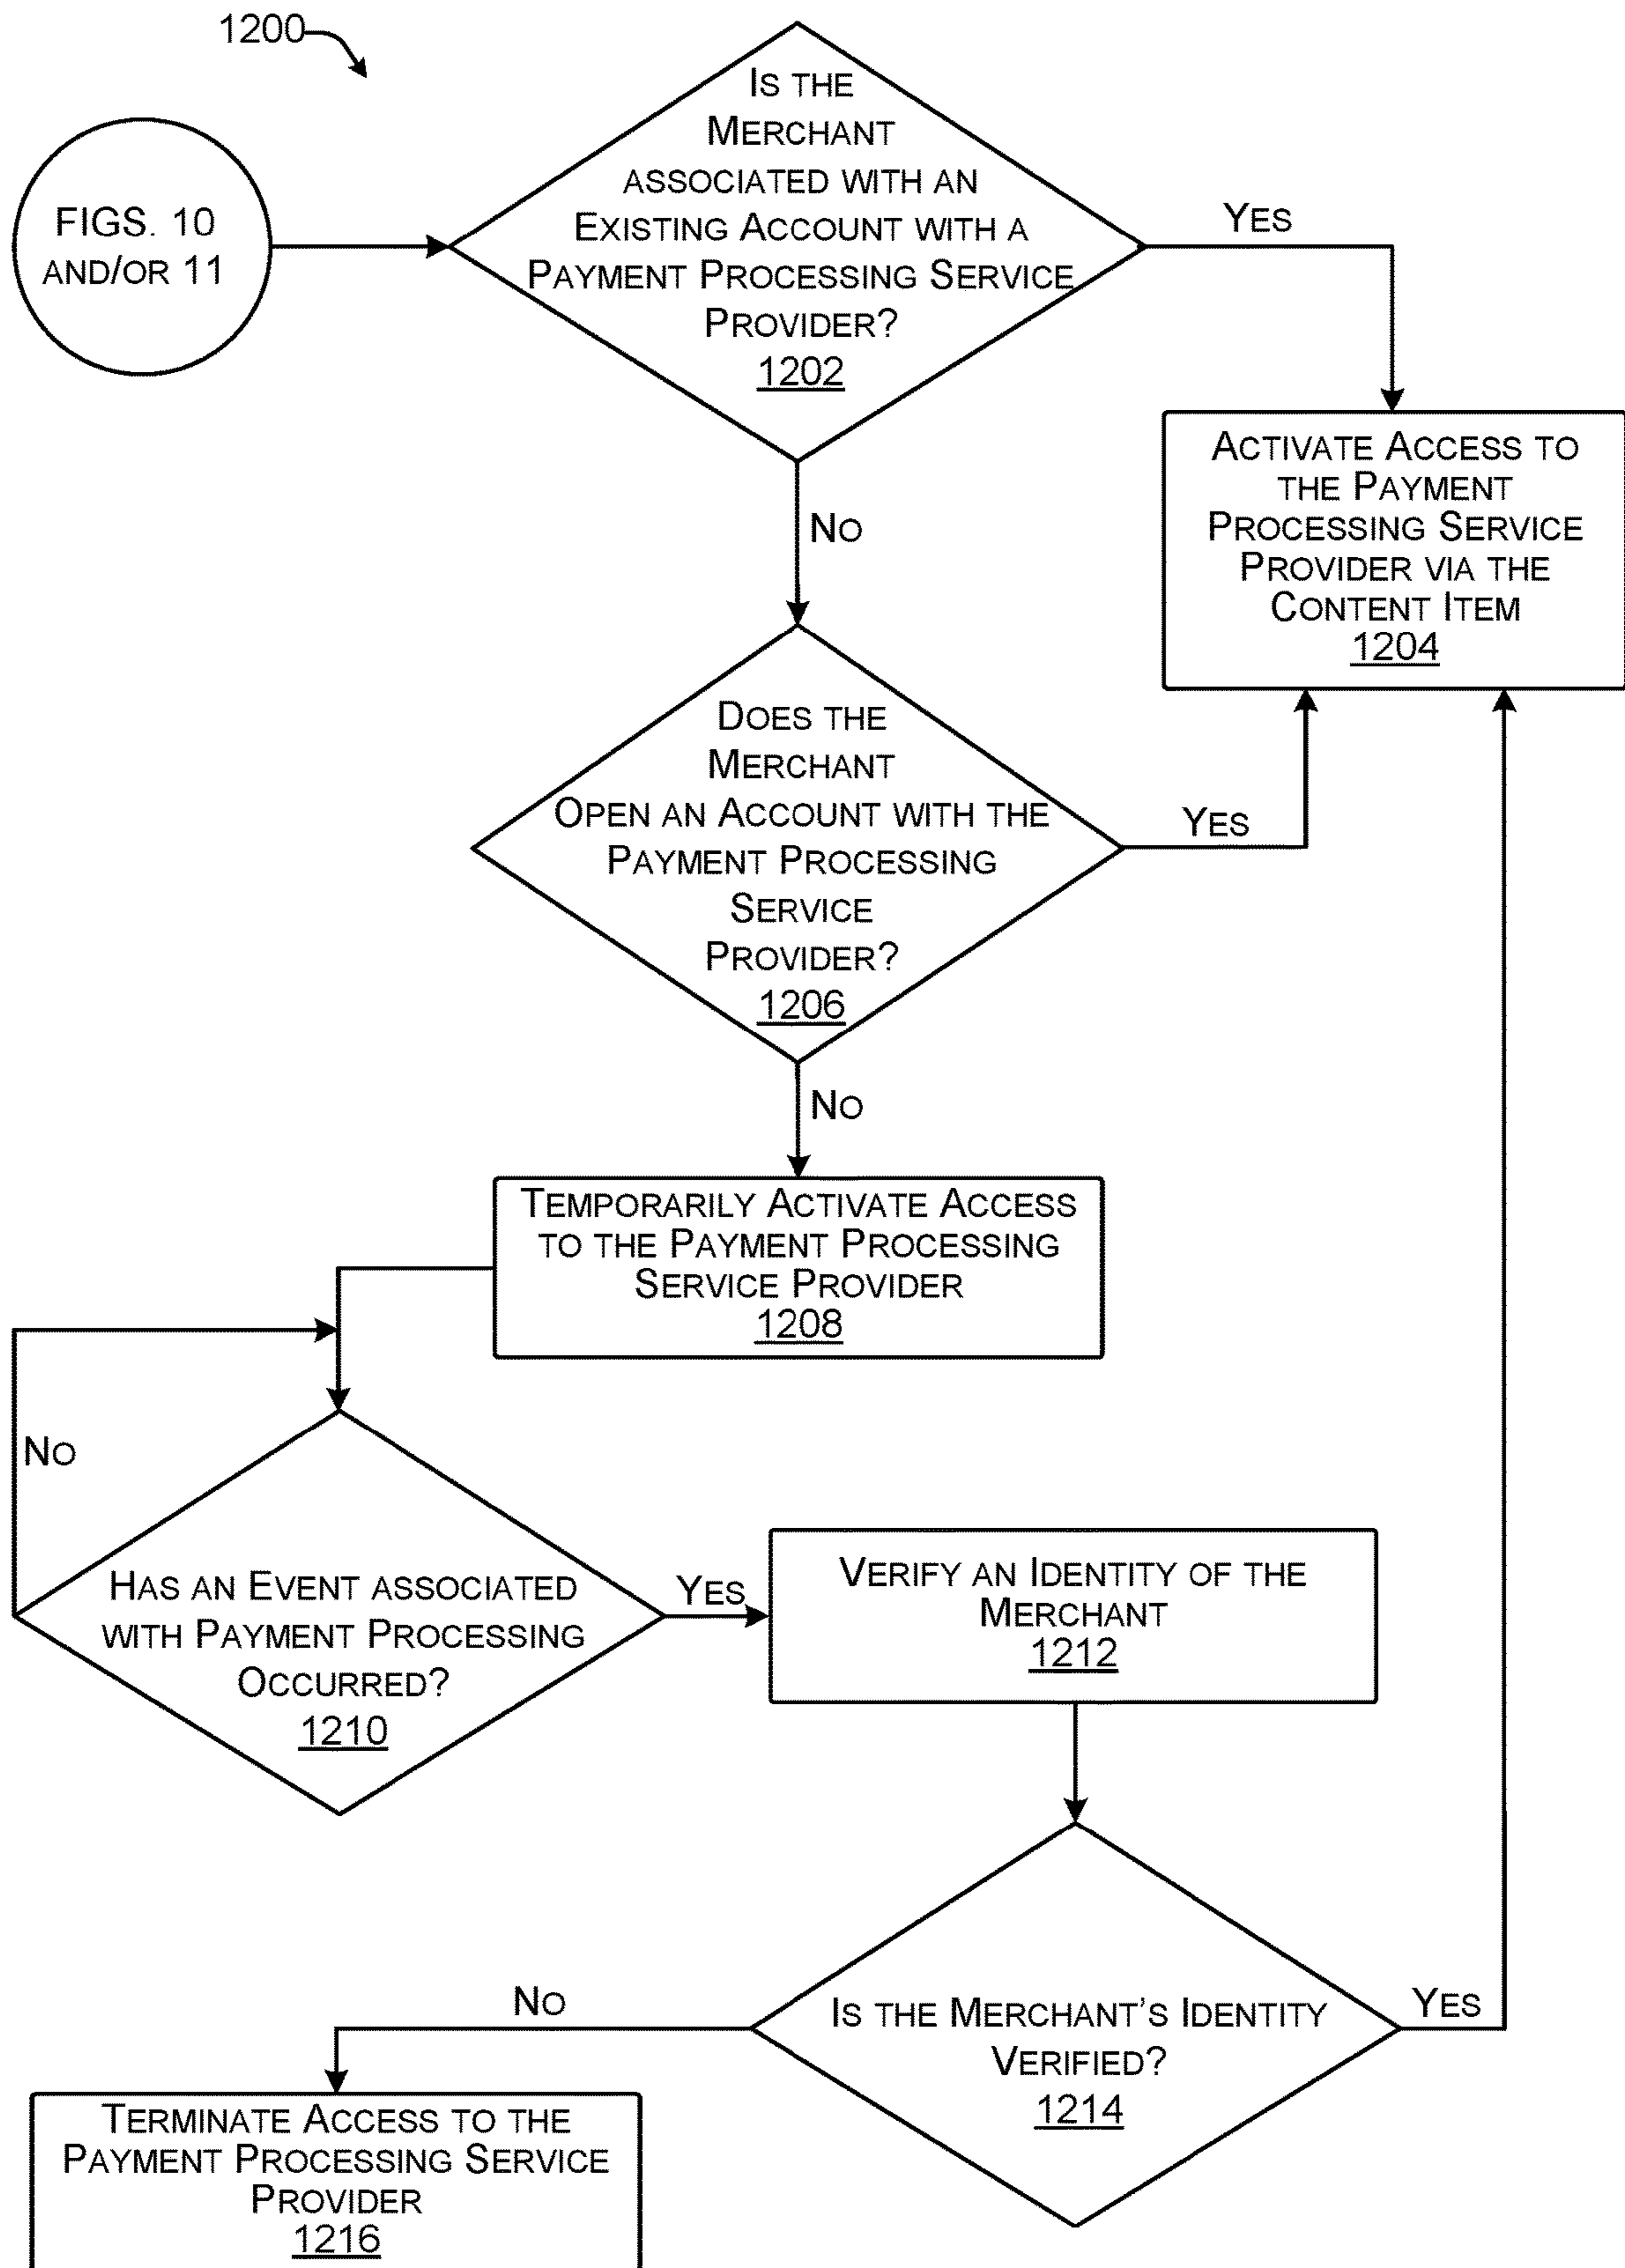 1200
FIGS. 10
AND/OR 11
IS THE
MERCHANT
ASSOCIATED WITH AN
EXISTING ACCOUNT WITH A
PAYMENT PROCESSING SERVICE
PROVIDER?
1202
YES
NO
ACTIVATE ACCESS TO
THE PAYMENT
PROCESSING SERVICE
PROVIDER VIA THE
CONTENT ITEM
1204
DOES THE
MERCHANT
OPEN AN ACCOUNT WITH THE
PAYMENT PROCESSING
SERVICE
PROVIDER?
1206
YES
NO
TEMPORARILY ACTIVATE ACCESS
TO THE PAYMENT PROCESSING
SERVICE PROVIDER
1208
NO
HAS AN EVENT ASSOCIATED
WITH PAYMENT PROCESSING
OCCURRED?
1210
YES
VERIFY AN IDENTITY OF THE
MERCHANT
1212
IS THE MERCHANT'S IDENTITY
VERIFIED?
1214
YES
NO
TERMINATE ACCESS TO THE
PAYMENT PROCESSING SERVICE
PROVIDER
1216